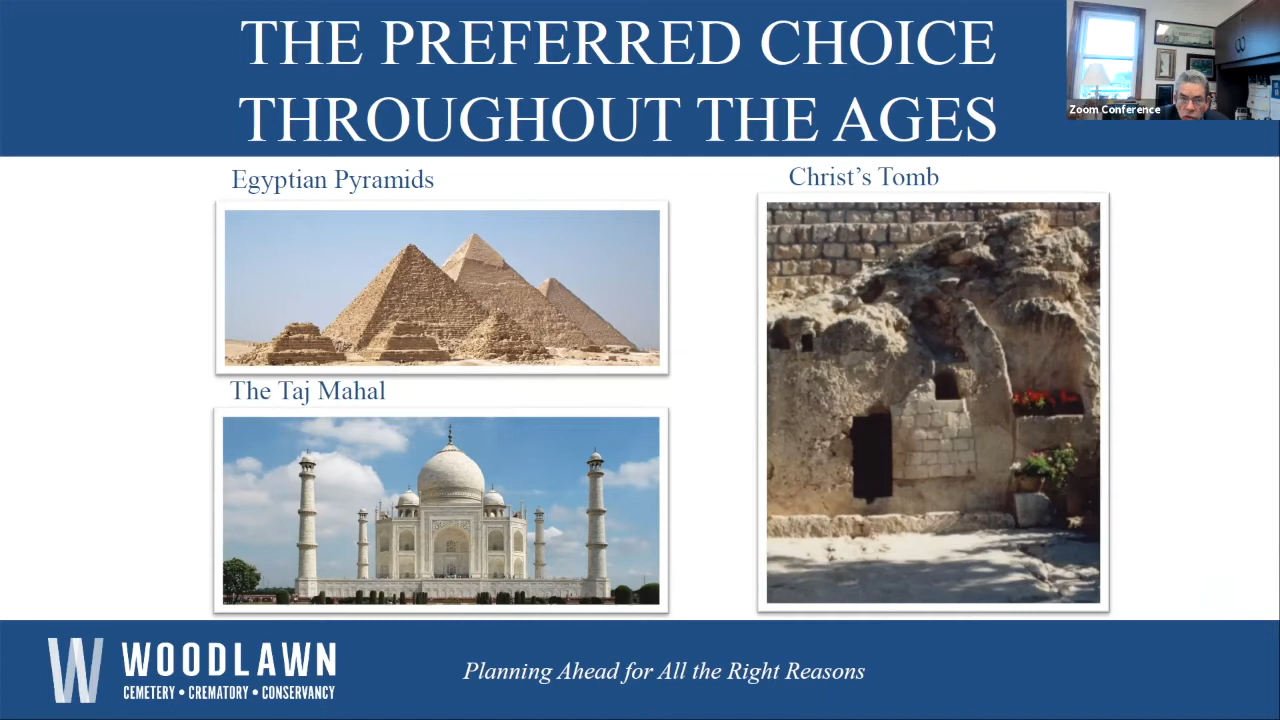 THE PREFERRED CHOICE
THROUGHOUT THE AGES
Zoom Conference
Egyptian Pyramids
Christ’s Tomb
The Taj Mahal
W WOODLAWN
CEMETERY • CREMATORY • CONSERVANCY
Planning Ahead for All the Right Reasons